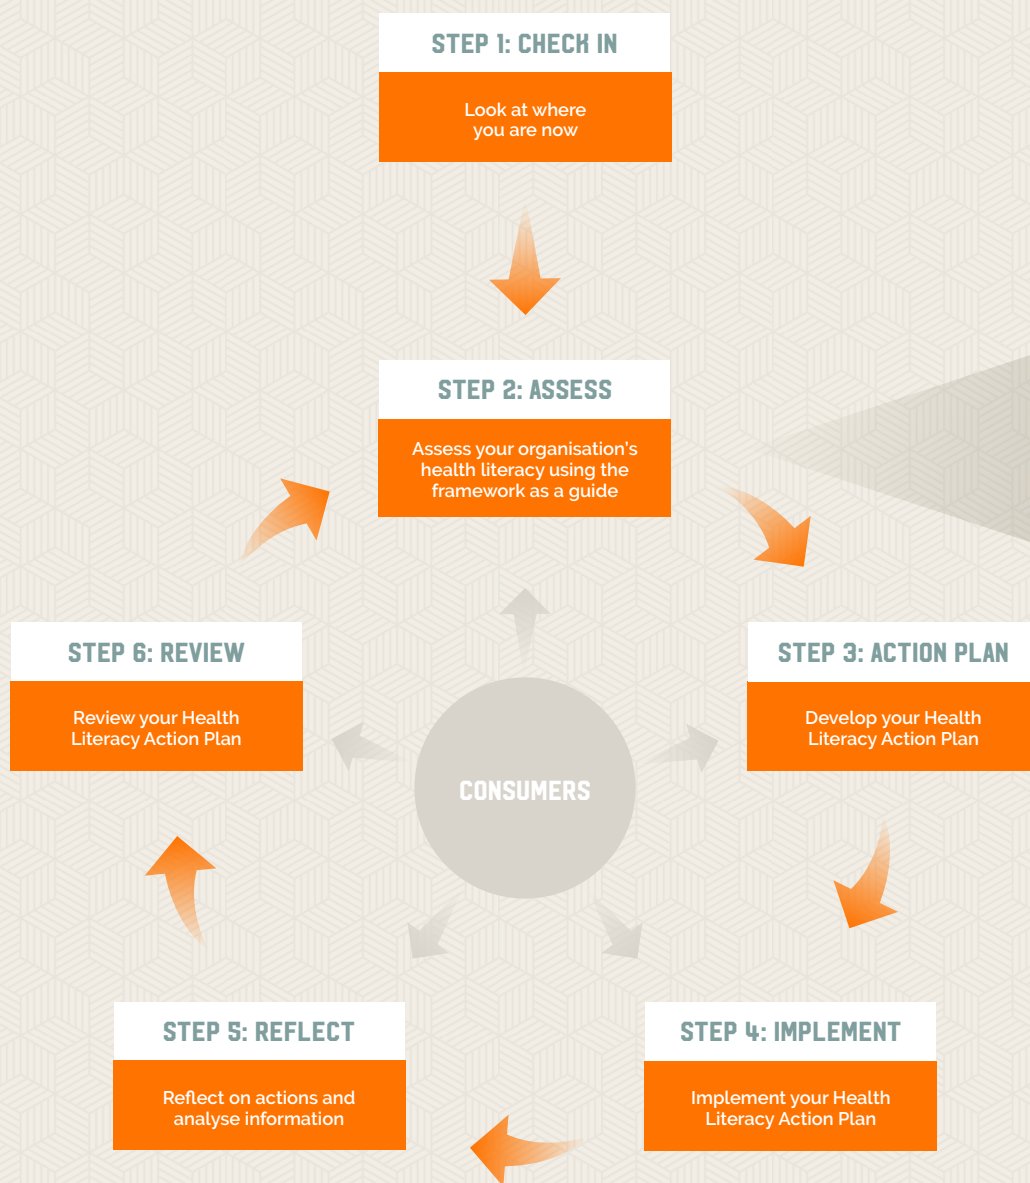 STEP 1: CHECK IN
Look at where
you are now
STEP 2: ASSESS
Assess your organisation's
health literacy using the
framework as a guide
STEP 6: REVIEW
Review your Health
Literacy Action Plan
STEP 3: ACTION PLAN
Develop your Health
Literacy Action Plan
CONSUMERS
STEP 5: REFLECT
Reflect on actions and
analyse information
STEP 4: IMPLEMENT
Implement your Health
Literacy Action Plan